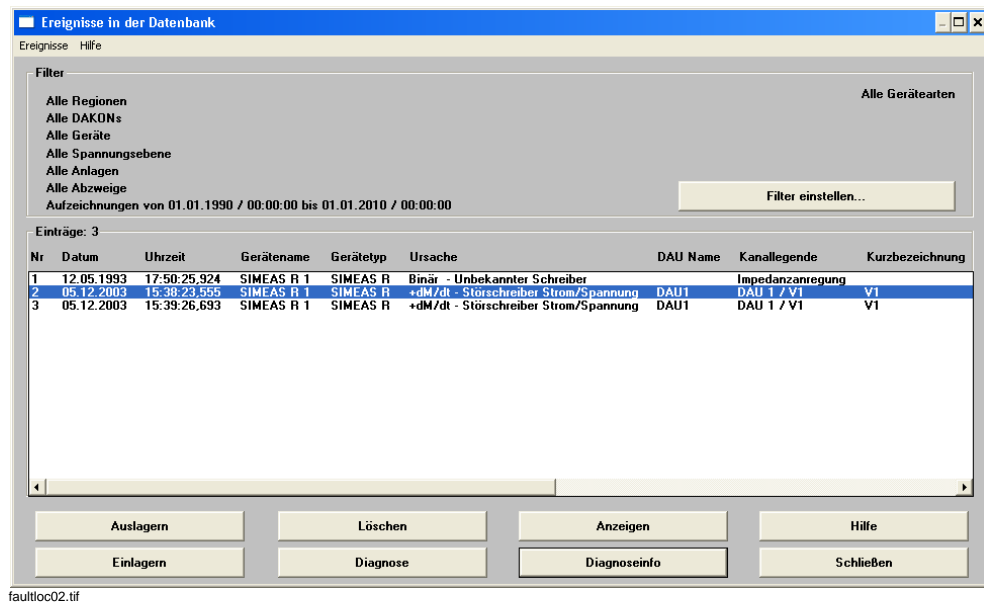 Ereignisse in der Datenbank
Ereignisse Hilfe
Filter
Alle Gerätearten
Alle Regionen
Alle DAKONs
Alle Geräte
Alle Spannungsebene
Alle Anlagen
Alle Abzweige
Filter einstellen...
Aufzeichnungen von 01.01.1990 / 00:00:00 bis 01.01.2010 / 00:00:00
Einträge: 3
Nr Datum Uhrzeit Gerätename Gerätetyp Ursache DAU Name Kanallegende Kurzbezeichnung
1 12.05.1993 17:50:25,924 SIMEAS R 1 SIMEAS R Binär - Unbekannter Schreiber Impedanzanregung
2 05.12.2003 15:38:23,555 SIMEAS R 1 SIMEAS R +dM/dt - Störschreiber Strom/Spannung DAU1 DAU 1 / V1 V1
3 05.12.2003 15:39:26,693 SIMEAS R 1 SIMEAS R +dM/dt - Störschreiber Strom/Spannung DAU1 DAU 1 / V1 V1
Auslagern Löschen Anzeigen Hilfe
Einlagern Diagnose Diagnoseinfo Schließen
faultloc02.tif